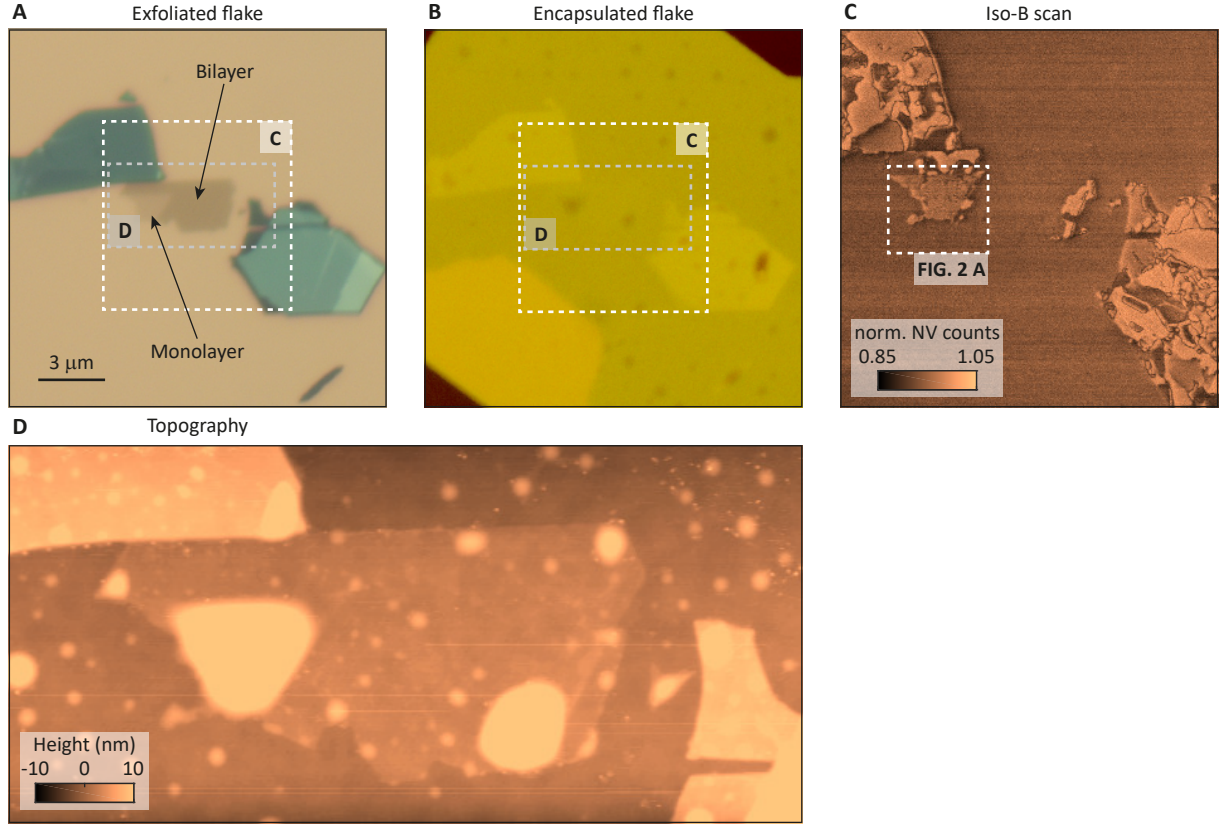 A
Exfoliated flake
Bilayer
C
D
Monolayer
3 μm
B
Encapsulated flake
C
D
C
Iso-B scan
FIG. 2 A
norm. NV counts
0.85 1.05
D
Topography
Height (nm)
-10 0 10